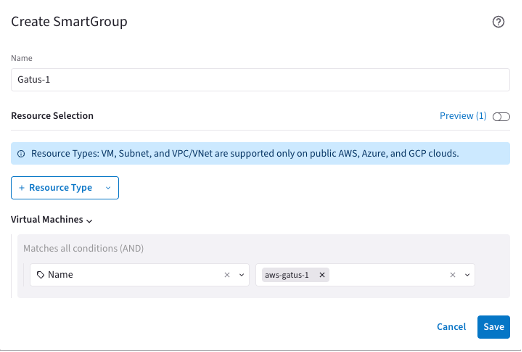 Create SmartGroup
Name
Gatus-1
Resource Selection
Preview (1)
Resource Types: VM, Subnet, and VPC/VNet are supported only on public AWS, Azure, and GCP clouds.
+ Resource Type
Virtual Machines
Matches all conditions (AND)
Name
aws-gatus-1
Cancel
Save